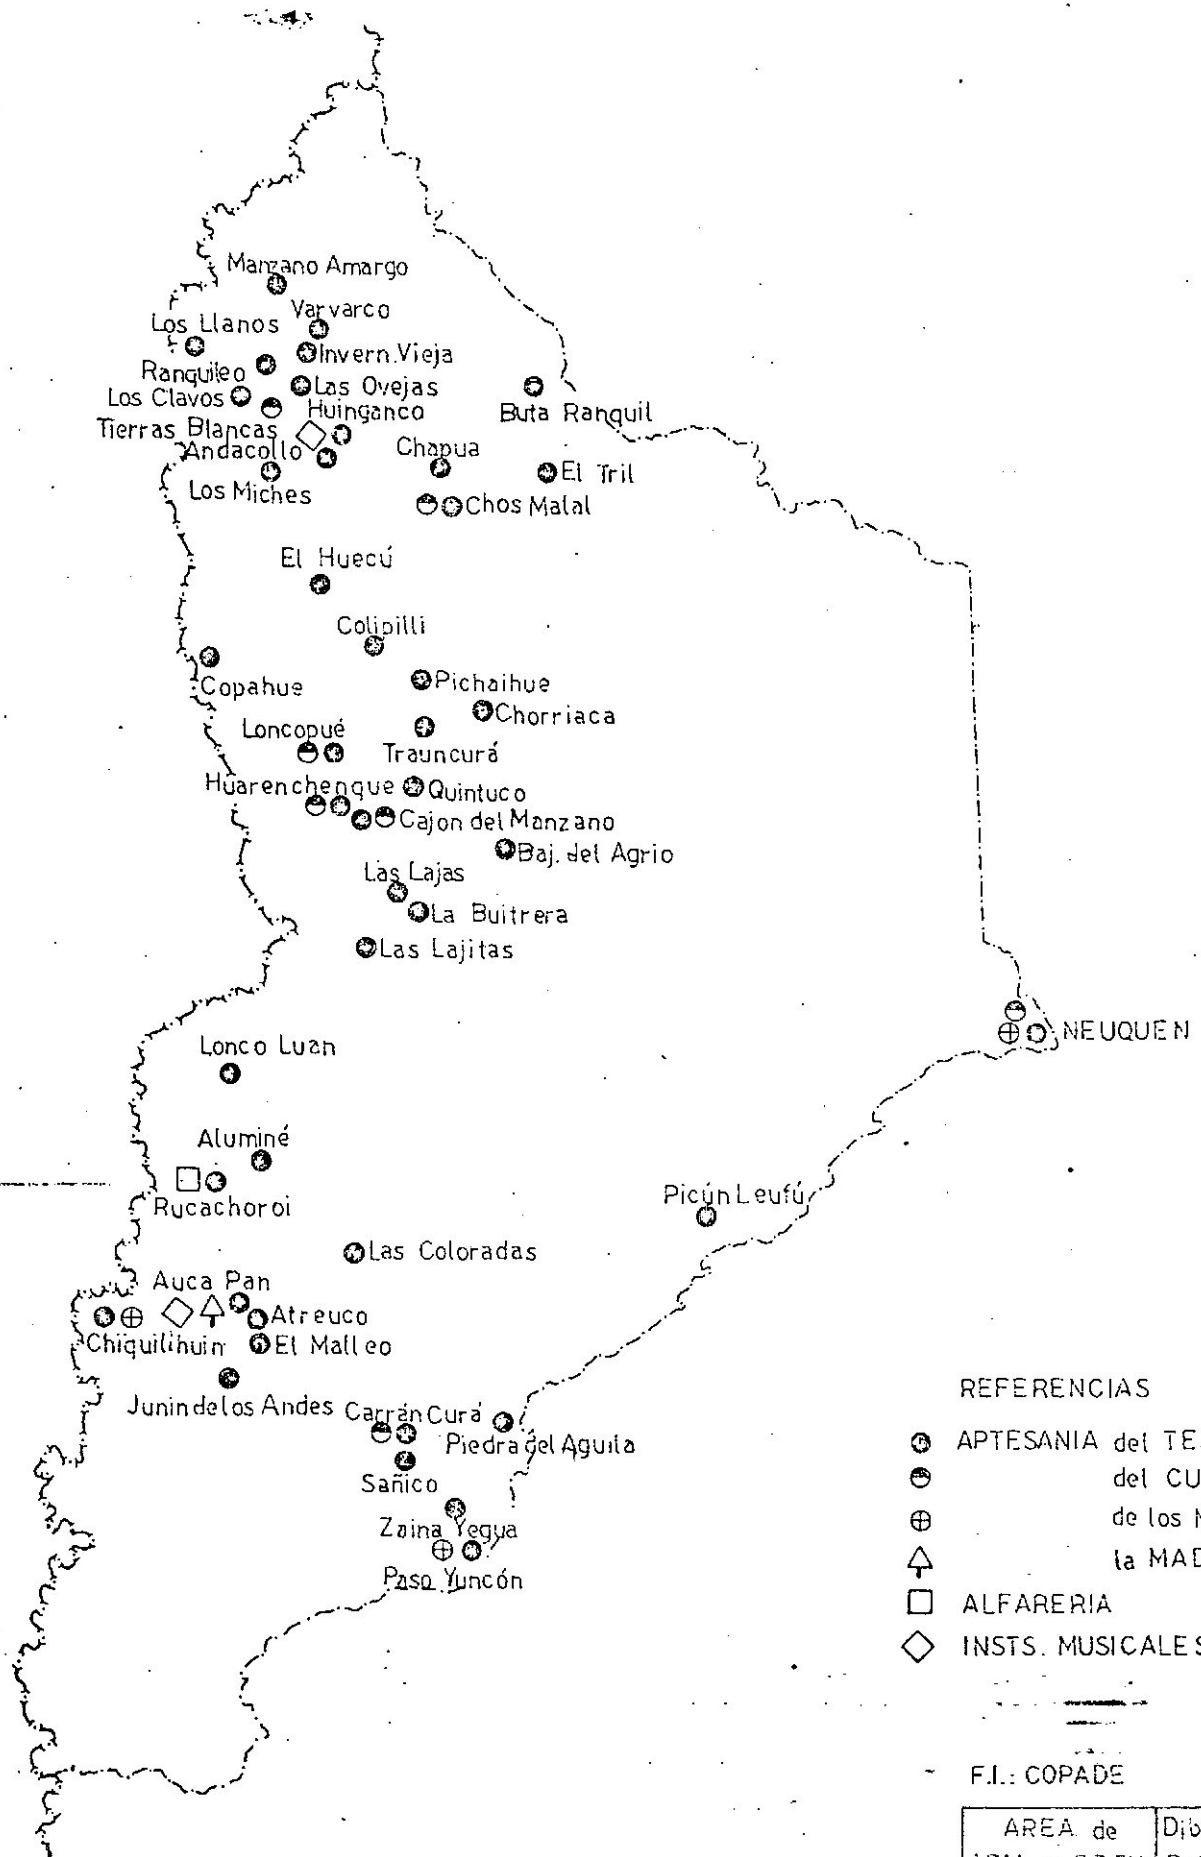 Manzano Amargo
Varvarco
Los Llanos
Invern. Vieja
Ranquileo
Las Ovejas
Los Clavos
Huinganco
Buta Ranquil
Tierras Blancas
Andacollo
Chapua
El Tril
Los Miches
Chos Malal
El Huecú
Colipilli
Copahue
Pichaihue
Chorriaca
Loncopué
Trauncurá
Huarenchenque
Quintuco
Cajon del Manzano
Baj. del Agrio
Las Lajas
La Buitrera
Las Lajitas
NEUQUEN
Lonco Luan
Aluminé
Rucachoroi
Picún Leufú
Las Coloradas
Auca Pan
Atreuco
Chiquilihuin
El Malleo
Junin de los Andes
Carrán Curá
Piedra del Aguila
Sañico
Zaina Yegua
Paso Yuncón
REFERENCIAS
APTESANIA del TE
del CU
de los
la MAD
ALFARERIA
INSTS. MUSICALES
F.I.: COPADE
AREA de
Dib